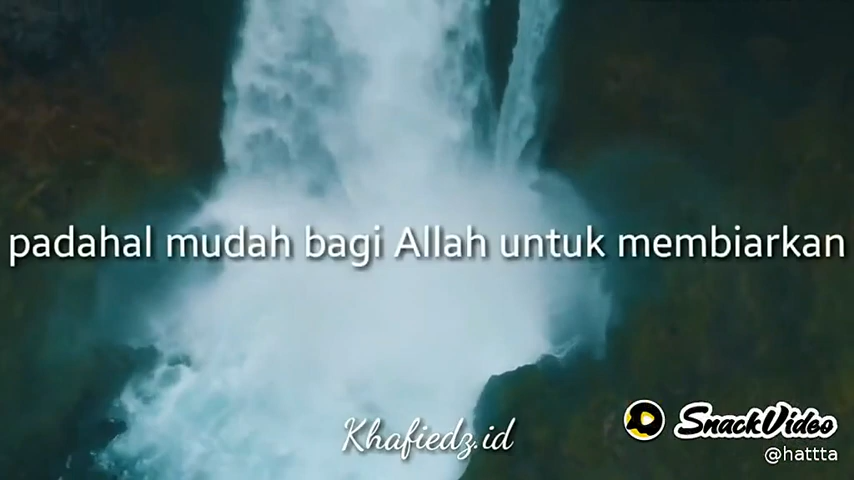 padahal mudah bagi Allah untuk membiarkan
Khafiedz.id
SnackVideo
@hattta